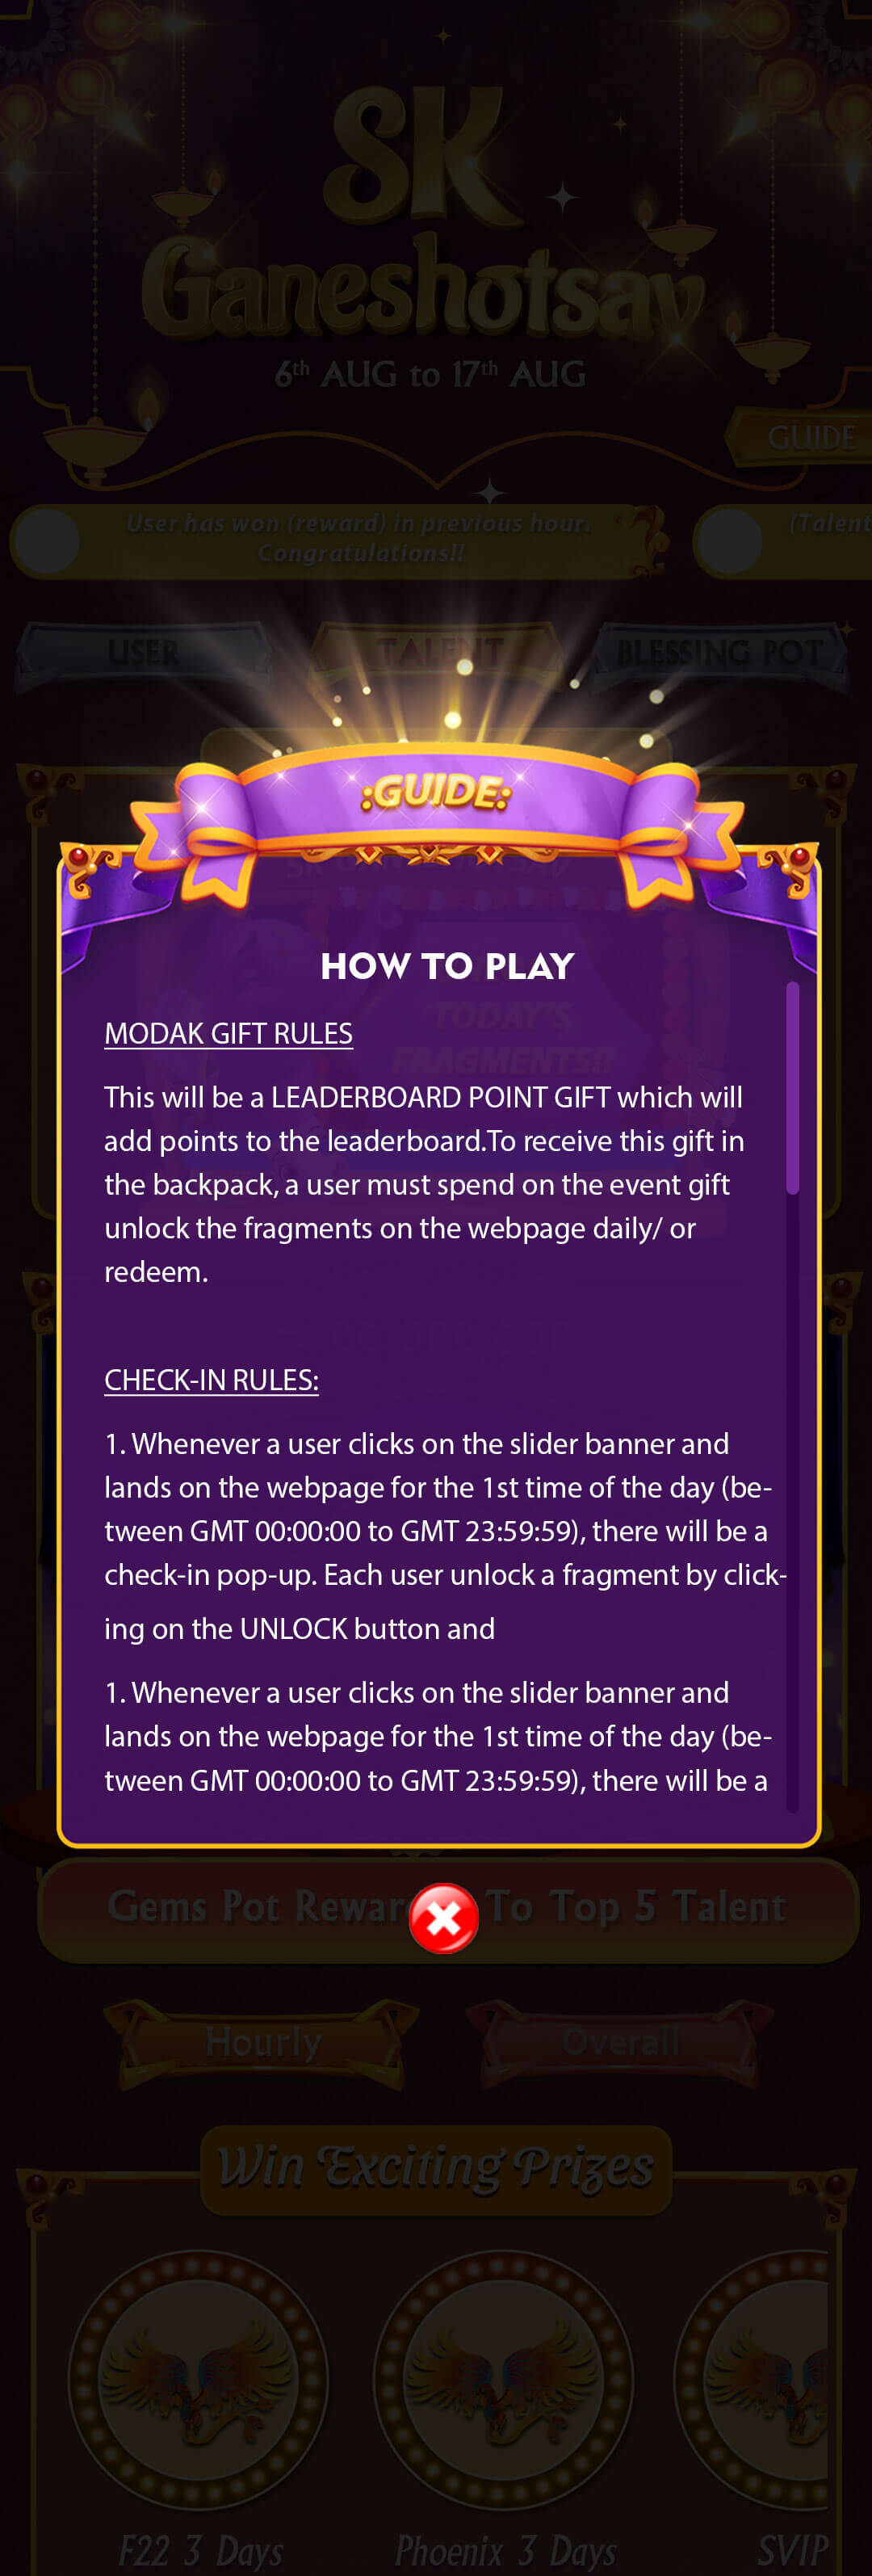 SK
Ganeshotsav
6th AUG to 17th AUG
GUIDE
User has won (reward) in previous hour.
Congratulations!!
(Talent
USER
TALENT
BLESSING POT
:GUIDE:
HOW TO PLAY
TODAY'S
FRAGMENTS!!
MODAK GIFT RULES
This will be a LEADERBOARD POINT GIFT which will
add points to the leaderboard.To receive this gift in
the backpack, a user must spend on the event gift
unlock the fragments on the webpage daily/ or
redeem.
CHECK-IN RULES:
1. Whenever a user clicks on the slider banner and
lands on the webpage for the 1st time of the day (be-
tween GMT 00:00:00 to GMT 23:59:59), there will be a
check-in pop-up. Each user unlock a fragment by click-
ing on the UNLOCK button and
1. Whenever a user clicks on the slider banner and
lands on the webpage for the 1st time of the day (be-
tween GMT 00:00:00 to GMT 23:59:59), there will be a
Gems Pot Rewar To Top 5 Talent
Hourly
Overall
Win Exciting Prizes
F22 3 Days
Phoenix 3 Days
SVIP